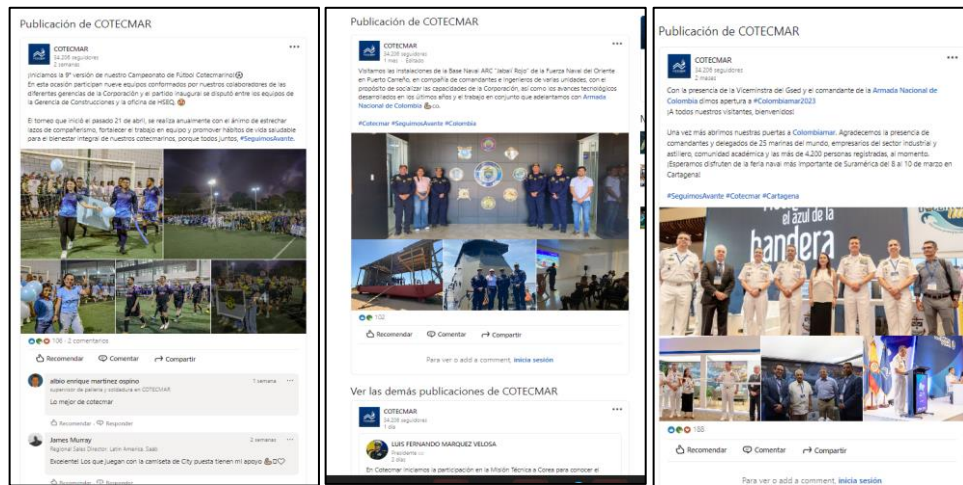 Publicación de COTECMAR
COTECMAR
34.208 seguidores
2 semanas
¡Iniciamos la 9ª versión de nuestro Campeonato de Fútbol Cotecmarino!
En esta ocasión participan nueve equipos conformados por nuestros colaboradores de las
diferentes gerencias de la Corporación y el partido inaugural se disputó entre los equipos de
la Gerencia de Construcciones y la oficina de HSEQ.
El torneo que inició el pasado 21 de abril, se realiza anualmente con el ánimo de estrechar
lazos de compañerismo, fortalecer el trabajo en equipo y promover hábitos de vida saludable
para el bienestar integral de nuestros cotecmarinos, porque todos juntos, #SeguimosAvante.
108 · 2 comentarios
Recomendar Comentar Compartir
albio enrique martinez ospino
1 semana
supervisor de pailería y soldadura en COTECMAR
Lo mejor de cotecmar
Recomendar · Responder
James Murray
2 semanas
Regional Sales Director, Latin America, Saab
Excelente! Los que juegan con la camiseta de City puesta tienen mi apoyo
Recomendar · Responder
Publicación de COTECMAR
COTECMAR
34.208 seguidores
1 mes · Editado
Visitamos las instalaciones de la Base Naval ARC "Jatseï Rojo" de la Fuerza Naval del Oriente
en Puerto Carreño, en compañía de comandantes e ingenieros de varias unidades, con el
propósito de socializar las capacidades de la Corporación, así como los avances tecnológicos
desarrollados en los últimos años y el trabajo en conjunto que adelantamos con Armada
Nacional de Colombia
#Cotecmar #SeguimosAvante #Colombia
102
Recomendar Comentar Compartir
Para ver o add a comment, inicia sesión
Ver las demás publicaciones de COTECMAR
COTECMAR
34.208 seguidores
1 día
LUIS FERNANDO MARQUEZ VELOSA
Presidente
2 días
En Cotecmar iniciamos la participación en la Misión Técnica a Corea para conocer el
Publicación de COTECMAR
COTECMAR
34.208 seguidores
2 meses
Con la presencia de la Viceministra del Gsed y el comandante de la Armada Nacional de
Colombia dimos apertura a #Colombiamar2023
¡A todos nuestros visitantes, bienvenidos!
Una vez más abrimos nuestras puertas a Colombiamar. Agradecemos la presencia de
comandantes y delegados de 25 marinas del mundo, empresarios del sector industrial y
astillero, comunidad académica y las más de 4.200 personas registradas, al momento.
¡Esperamos disfruten de la feria naval más importante de Suramérica del 8 al 10 de marzo en
Cartagena!
#SeguimosAvante #Cotecmar #Cartagena
el azul de la
bandera
188
Recomendar Comentar Compartir
Para ver o add a comment, inicia sesión